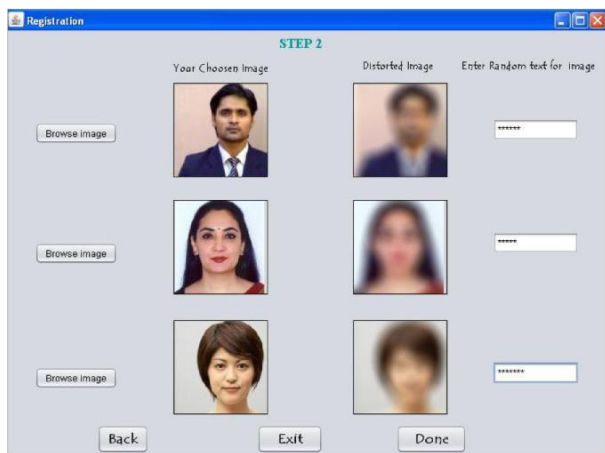 Registration
STEP 2
Your Choosen Image
Distorted Image
Enter Random text for image
Browse image
******
Browse image
*****
Browse image
*******
Back
Exit
Done